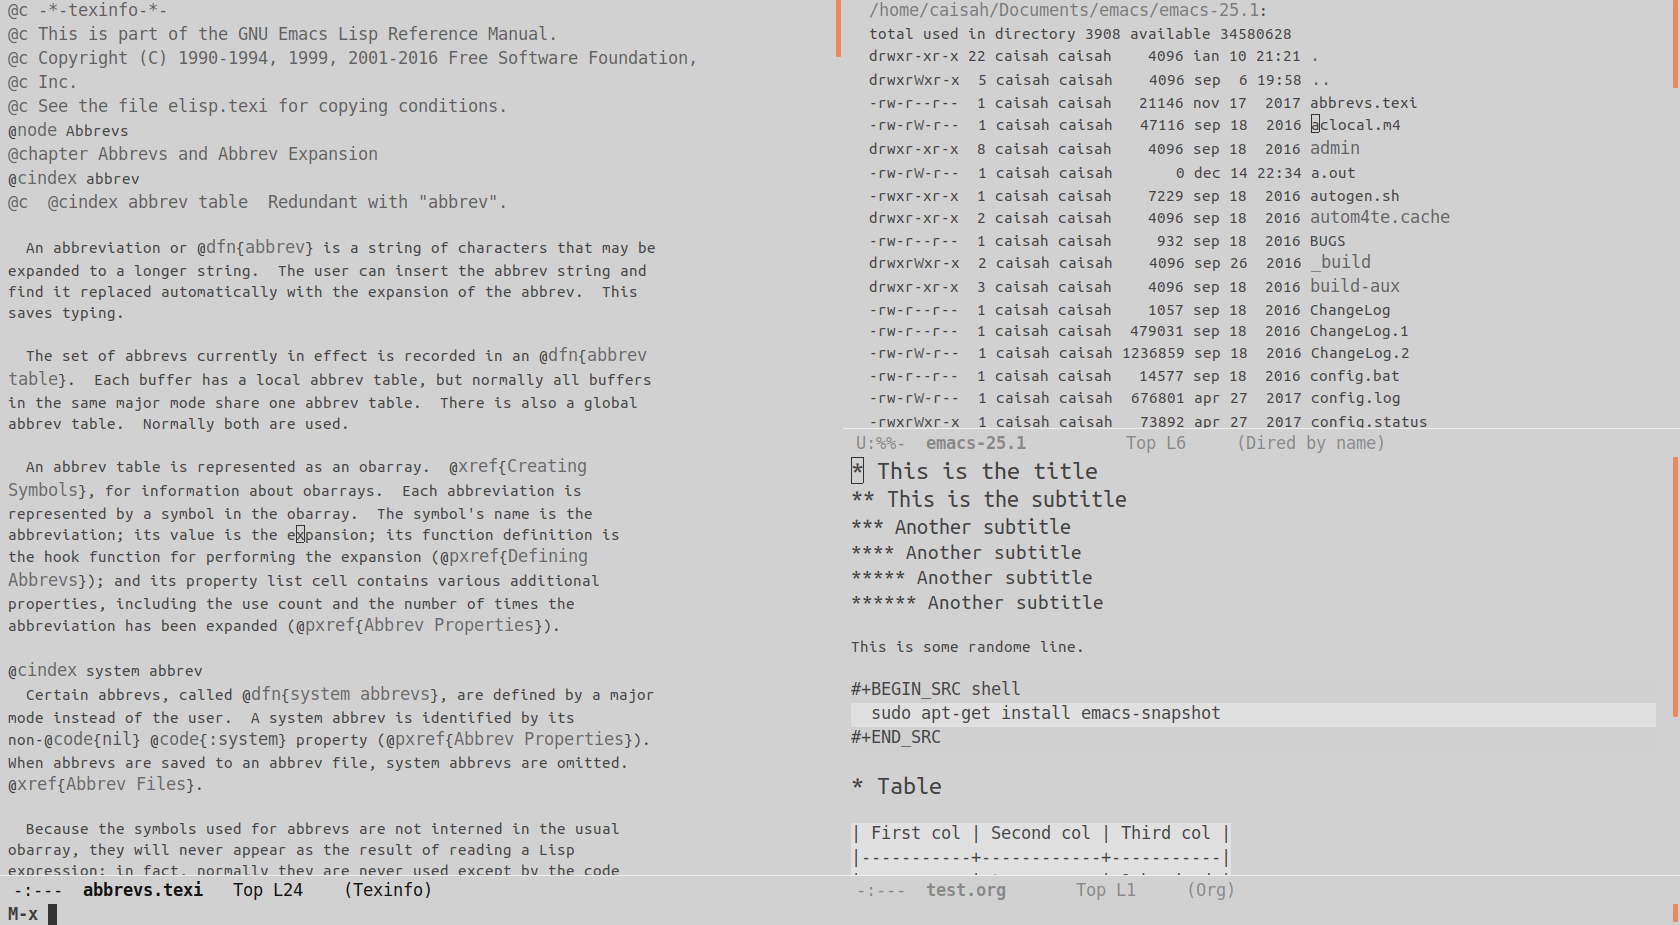 @c -*-texinfo-*-
@c This is part of the GNU Emacs Lisp Reference Manual.
@c Copyright (C) 1990-1994, 1999, 2001-2016 Free Software Foundation,
@c Inc.
@c See the file elisp.texi for copying conditions.
@node Abbrevs
@chapter Abbrevs and Abbrev Expansion
@cindex abbrev
@c  @cindex abbrev table  Redundant with "abbrev".

  An abbreviation or @dfn{abbrev} is a string of characters that may be
expanded to a longer string.  The user can insert the abbrev string and
find it replaced automatically with the expansion of the abbrev.  This
saves typing.

  The set of abbrevs currently in effect is recorded in an @dfn{abbrev
table}.  Each buffer has a local abbrev table, but normally all buffers
in the same major mode share one abbrev table.  There is also a global
abbrev table.  Normally both are used.

  An abbrev table is represented as an obarray.  @xref{Creating
Symbols}, for information about obarrays.  Each abbreviation is
represented by a symbol in the obarray.  The symbol's name is the
abbreviation; its value is the expansion; its function definition is
the hook function for performing the expansion (@pxref{Defining
Abbrevs}); and its property list cell contains various additional
properties, including the use count and the number of times the
abbreviation has been expanded (@pxref{Abbrev Properties}).

@cindex system abbrev
  Certain abbrevs, called @dfn{system abbrevs}, are defined by a major
mode instead of the user.  A system abbrev is identified by its
non-@code{nil} @code{:system} property (@pxref{Abbrev Properties}).
When abbrevs are saved to an abbrev file, system abbrevs are omitted.
@xref{Abbrev Files}.

  Because the symbols used for abbrevs are not interned in the usual
obarray, they will never appear as the result of reading a Lisp
expression; in fact, normally they are never used except by the code
-:---  abbrevs.texi   Top L24    (Texinfo)
M-x
/home/caisah/Documents/emacs/emacs-25.1:
total used in directory 3908 available 34580628
drwxr-xr-x 22 caisah caisah    4096 ian 10 21:21 .
drwxrWxr-x  5 caisah caisah    4096 sep  6 19:58 ..
-rw-r--r--  1 caisah caisah   21146 nov 17  2017 abbrevs.texi
-rw-rW-r--  1 caisah caisah   47116 sep 18  2016 aclocal.m4
drwxr-xr-x  8 caisah caisah    4096 sep 18  2016 admin
-rw-rW-r--  1 caisah caisah       0 dec 14 22:34 a.out
-rwxr-xr-x  1 caisah caisah    7229 sep 18  2016 autogen.sh
drwxr-xr-x  2 caisah caisah    4096 sep 18  2016 autom4te.cache
-rw-r--r--  1 caisah caisah     932 sep 18  2016 BUGS
drwxrWxr-x  2 caisah caisah    4096 sep 26  2016 _build
drwxr-xr-x  3 caisah caisah    4096 sep 18  2016 build-aux
-rw-r--r--  1 caisah caisah    1057 sep 18  2016 ChangeLog
-rw-r--r--  1 caisah caisah  479031 sep 18  2016 ChangeLog.1
-rw-rW-r--  1 caisah caisah 1236859 sep 18  2016 ChangeLog.2
-rw-r--r--  1 caisah caisah   14577 sep 18  2016 config.bat
-rw-rW-r--  1 caisah caisah  676801 apr 27  2017 config.log
-rwxrWxr-x  1 caisah caisah   73892 apr 27  2017 config.status
U:%%-  emacs-25.1          Top L6     (Dired by name)
* This is the title
** This is the subtitle
*** Another subtitle
**** Another subtitle
***** Another subtitle
****** Another subtitle

This is some randome line.

#+BEGIN_SRC shell
  sudo apt-get install emacs-snapshot
#+END_SRC

* Table

| First col | Second col | Third col |
|-----------+------------+-----------|
-:---  test.org       Top L1     (Org)